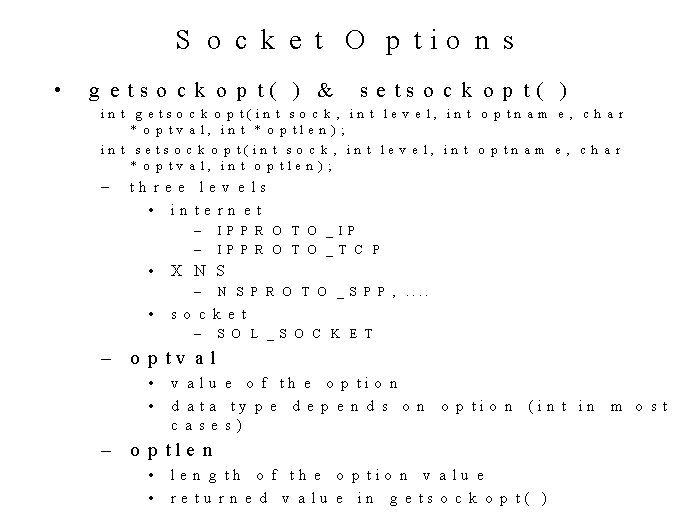 Socket Options
• getsockopt() & setsockopt()
int getsockopt(int sock, int level, int optname, char
*optval, int *optlen);
int setsockopt(int sock, int level, int optname, char
*optval, int optlen);
– three levels
• internet
– IPPROTO_IP
– IPPROTO_TCP
• XNS
– NSPROTO_SPP, ....
• socket
– SOL_SOCKET
– optval
• value of the option
• data type depends on option (int in most
cases)
– optlen
• length of the option value
• returned value in getsockopt()